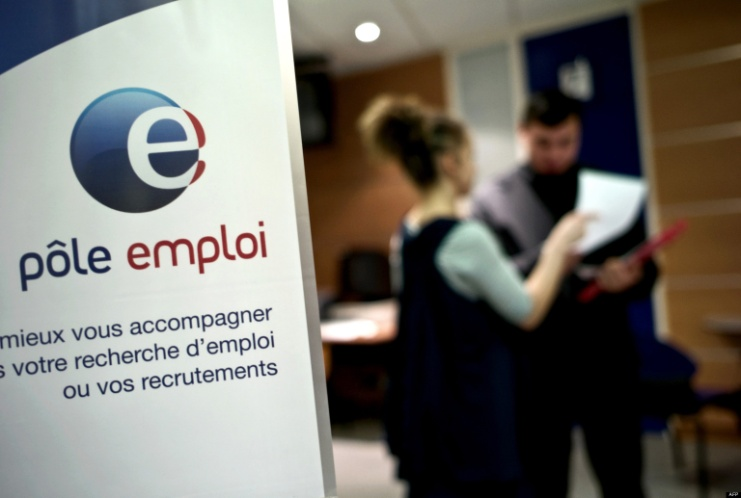 e
pôle emploi
mieux vous accompagner
s votre recherche d'emploi
ou vos recrutements
AFP